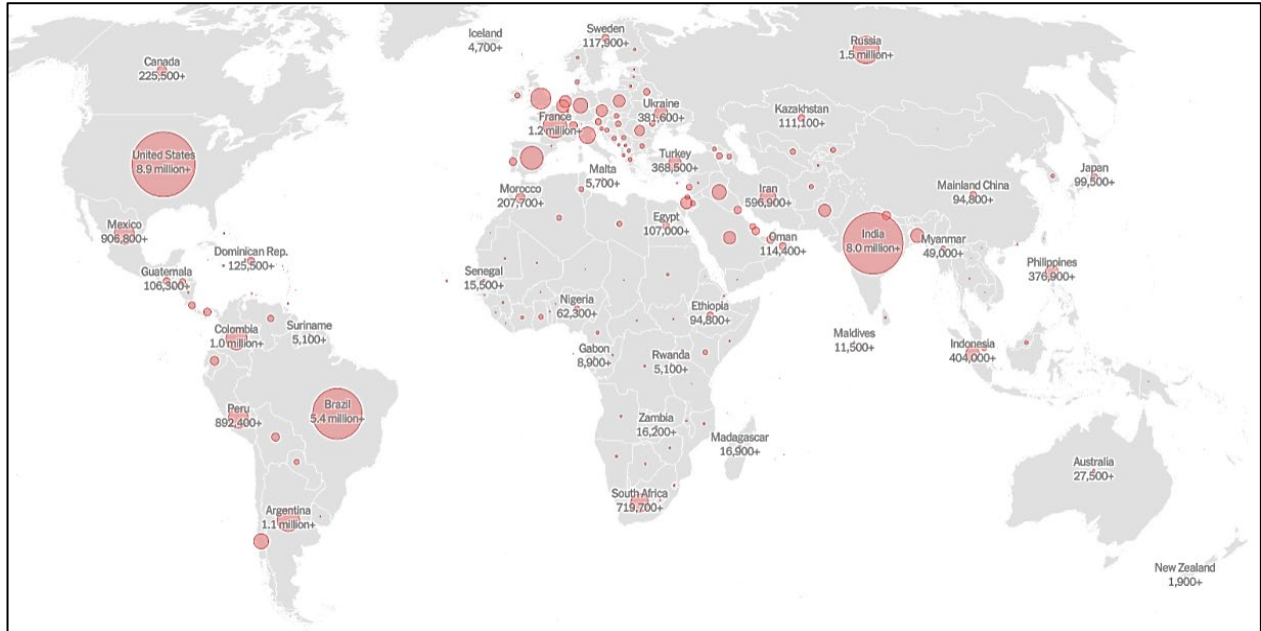 Iceland
4,700+
Sweden
117,900+
Russia
1.5 million+
Canada
225,500+
Ukraine
381,600+
Kazakhstan
111,100+
France
1.2 million+
United States
8.9 million+
Turkey
368,500+
Malta
5,700+
Japan
99,500+
Morocco
207,700+
Iran
596,900+
Mainland China
94,800+
Mexico
906,800+
Egypt
107,000+
Oman
114,400+
India
8.0 million+
Myanmar
49,000+
Dominican Rep.
125,500+
Guatemala
106,300+
Senegal
15,500+
Philippines
376,900+
Nigeria
62,300+
Ethiopia
94,800+
Colombia
1.0 million+
Suriname
5,100+
Maldives
11,500+
Gabon
8,900+
Rwanda
5,100+
Indonesia
404,000+
Peru
892,400+
Brazil
5.4 million+
Zambia
16,200+
Madagascar
16,900+
Australia
27,500+
South Africa
719,700+
Argentina
1.1 million+
New Zealand
1,900+